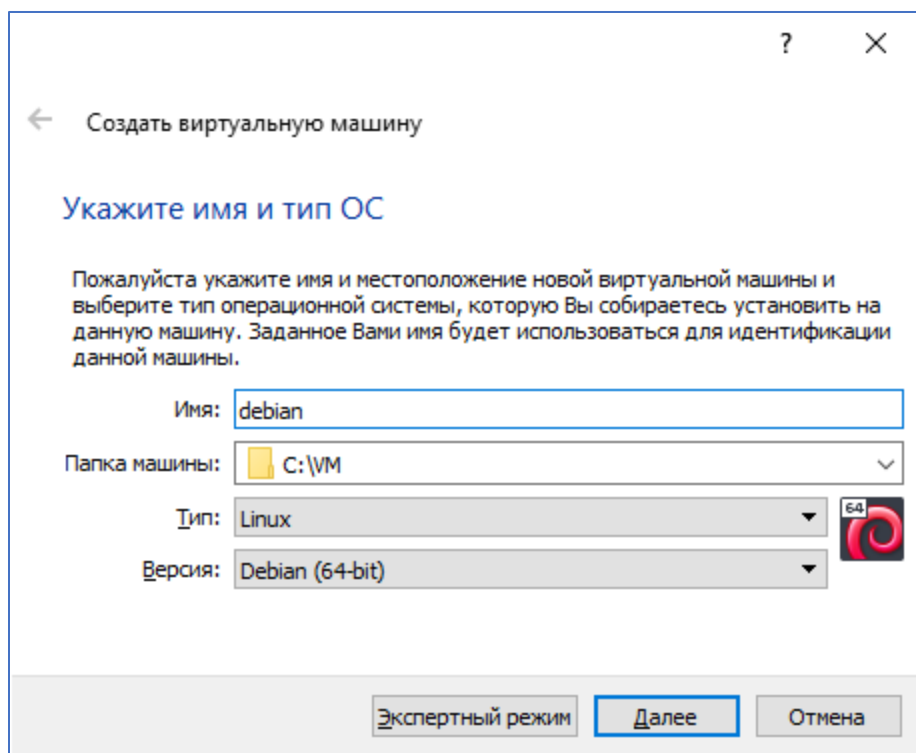 ?
Создать виртуальную машину
Укажите имя и тип ОС
Пожалуйста укажите имя и местоположение новой виртуальной машины и
выберите тип операционной системы, которую Вы собираетесь установить на
данную машину. Заданное Вами имя будет использоваться для идентификации
данной машины.
Имя: debian
Папка машины: C:\VM
Тип: Linux
64
Версия: Debian (64-bit)
Экспертный режим Далее Отмена